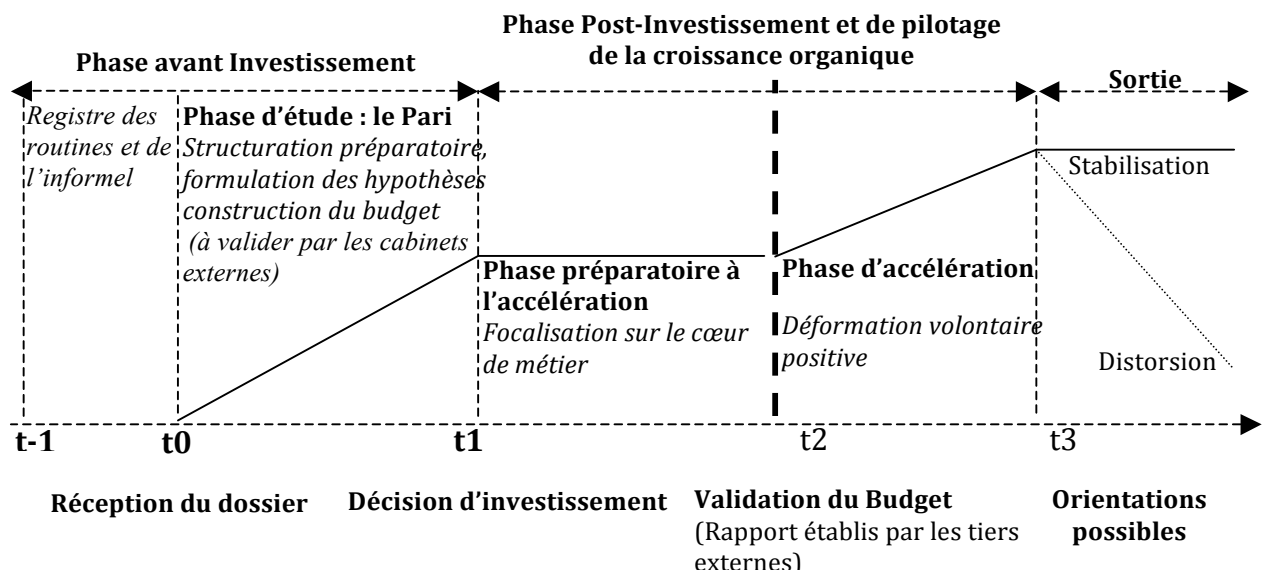 Phase Post-Investissement et de pilotage
de la croissance organique
Phase avant Investissement
Sortie
Registre des
routines et de
l’informel
Phase d’étude : le Pari
Structuration préparatoire,
formulation des hypothèses
construction du budget
(à valider par les cabinets
externes)
Phase préparatoire à
l’accélération
Focalisation sur le cœur
de métier
Phase d’accélération
Déformation volontaire
positive
Stabilisation
Distorsion
t-1
t0
t1
t2
t3
Réception du dossier
Décision d’investissement
Validation du Budget
(Rapport établis par les tiers
externes)
Orientations
possibles